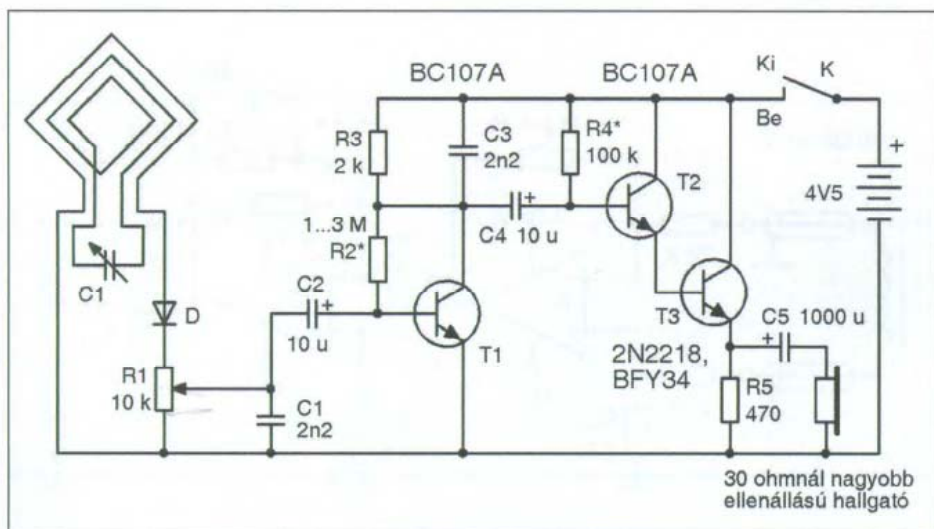 BC107A
BC107A
Ki
K
Be
R3
2 k
C3
2n2
R4*
100 k
T2
+
4V5
1...3 M
R2*
+
C4
10 u
C1
C2
+
10 u
D
T1
T3
+
C5
1000 u
2N2218,
BFY34
R1
10 k
C1
2n2
R5
470
30 ohmnál nagyobb
ellenállású hallgató